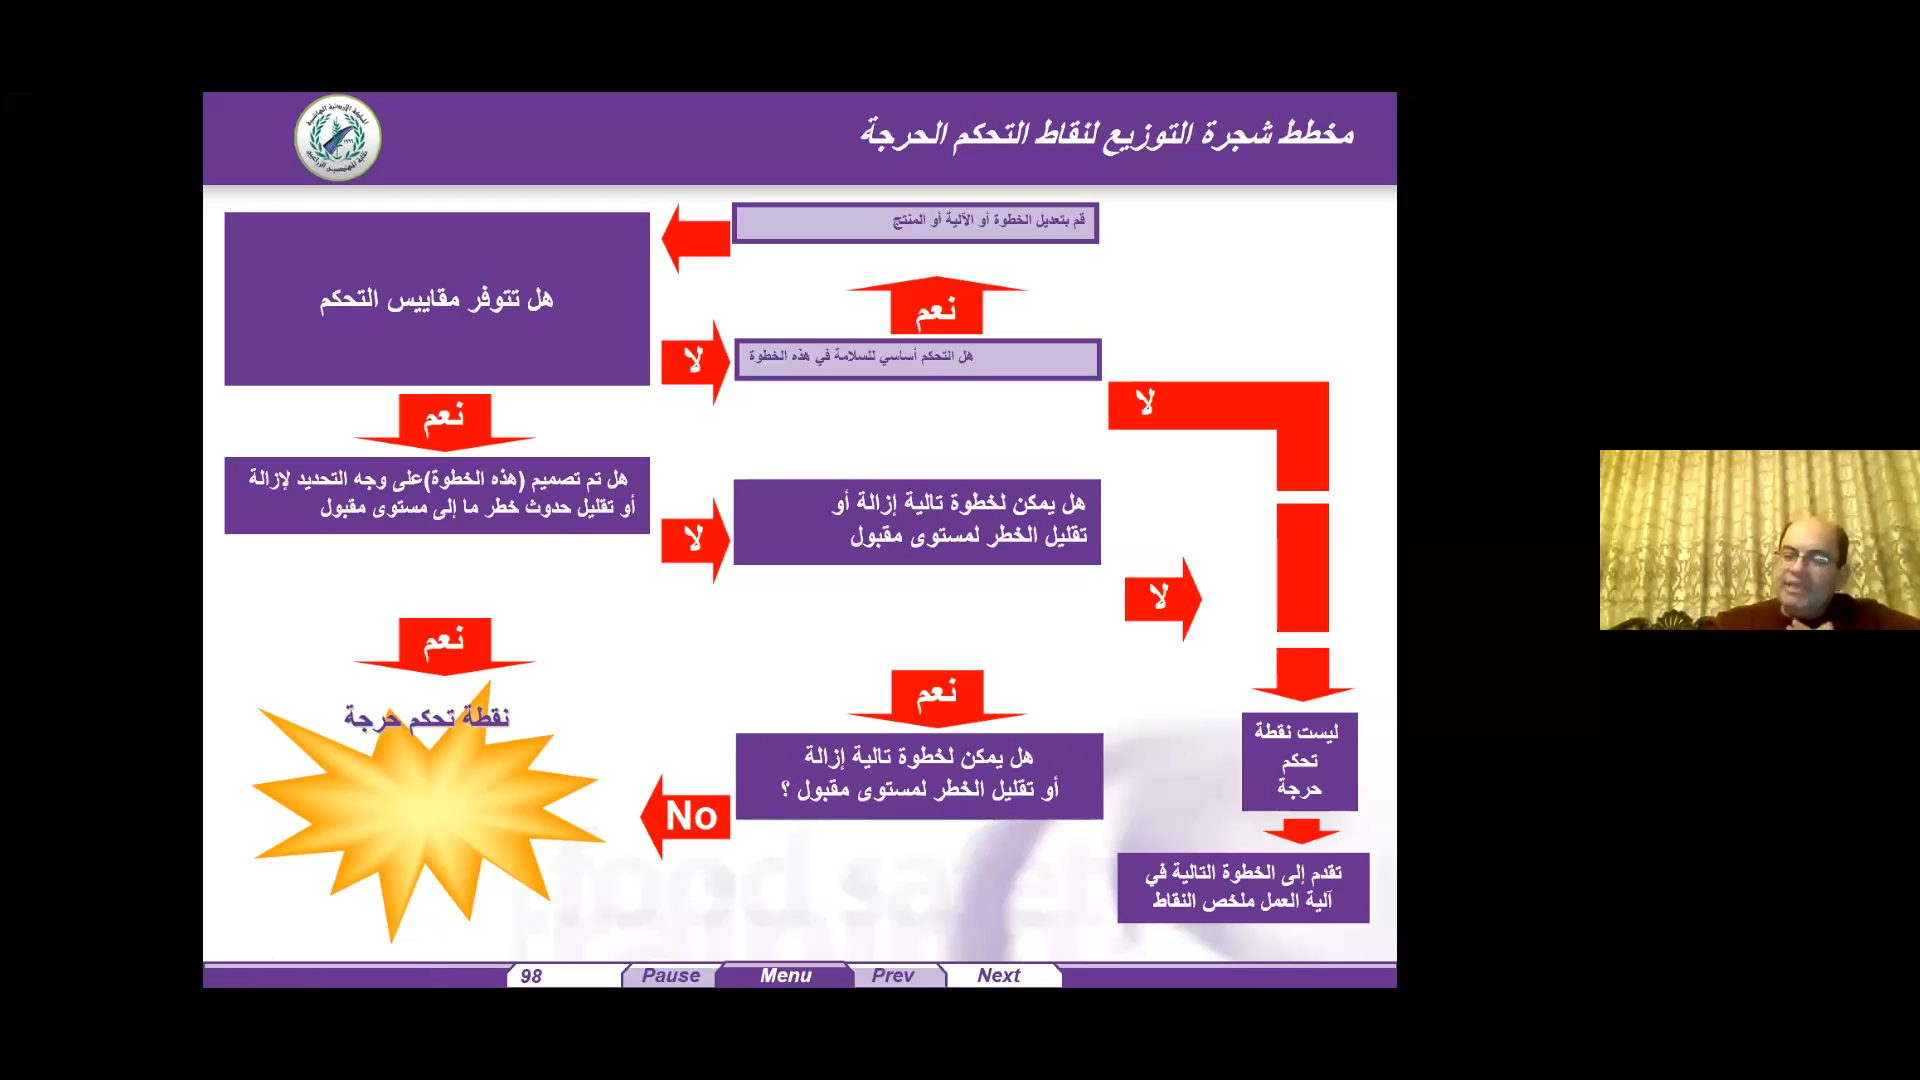 مخطط شجرة التوزيع لنقاط التحكم الحرجة
قم بتعديل الخطوة أو الآلية أو المنتج
هل تتوفر مقاييس التحكم
نعم
لا
هل التحكم أساسي للسلامة في هذه الخطوة
لا
نعم
هل تم تصميم (هذه الخطوة)على وجه التحديد لإزالة
أو تقليل حدوث خطر ما إلى مستوى مقبول
لا
هل يمكن لخطوة تالية إزالة أو
تقليل الخطر لمستوى مقبول
لا
نعم
نعم
نقطة تحكم حرجة
هل يمكن لخطوة تالية إزالة
أو تقليل الخطر لمستوى مقبول ؟
No
ليست نقطة
تحكم
حرجة
تقدم إلى الخطوة التالية في
آلية العمل ملخص النقاط
food safety
training
98
Pause
Menu
Prev
Next